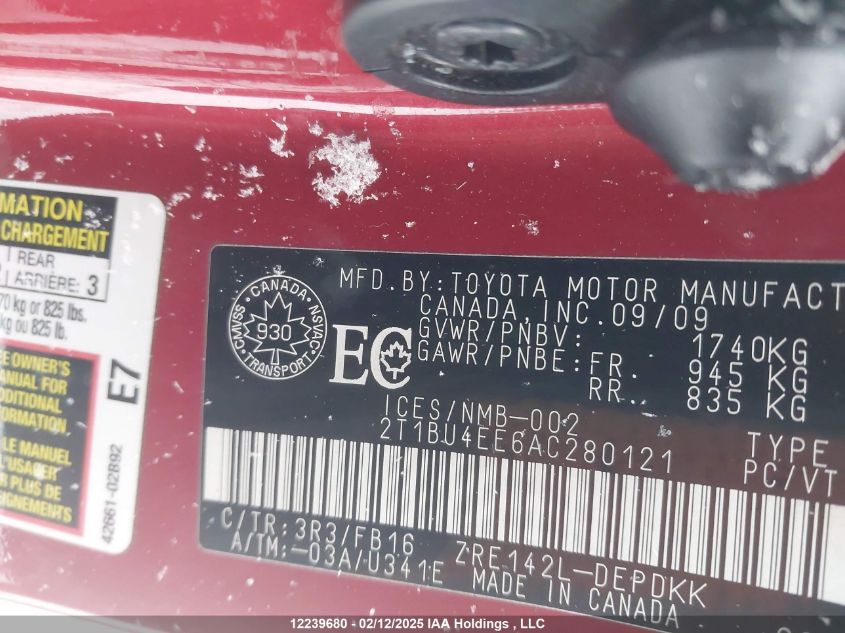 MATION
CHARGEMENT
REAR
ARRIÈRE: 3
70 kg or 825 lbs.
kg ou 825 lb.
E OWNER'S
ANUAL FOR
DDITIONAL
FORMATION
LE MANUEL
L'USAGER
R PLUS DE
EIGNEMENTS
E7
42661-02B92
CANADA
CMVSS
NSVAC
930
TRANSPORT
EC
MFD. BY: TOYOTA MOTOR MANUFACT
CANADA, INC. 09/09
GVWR/PNBV: 1740KG
GAWR/PNBE: FR. 945 KG
RR. 835 KG
ICES/NMB-002
2T1BU4EE6AC280121 TYPE
PC/VT
C/TR: 3R3/FB16 ZRE142L-DEPDKK
A/TM:-03A/U341E MADE IN CANADA
12239680 - 02/12/2025 IAA Holdings , LLC